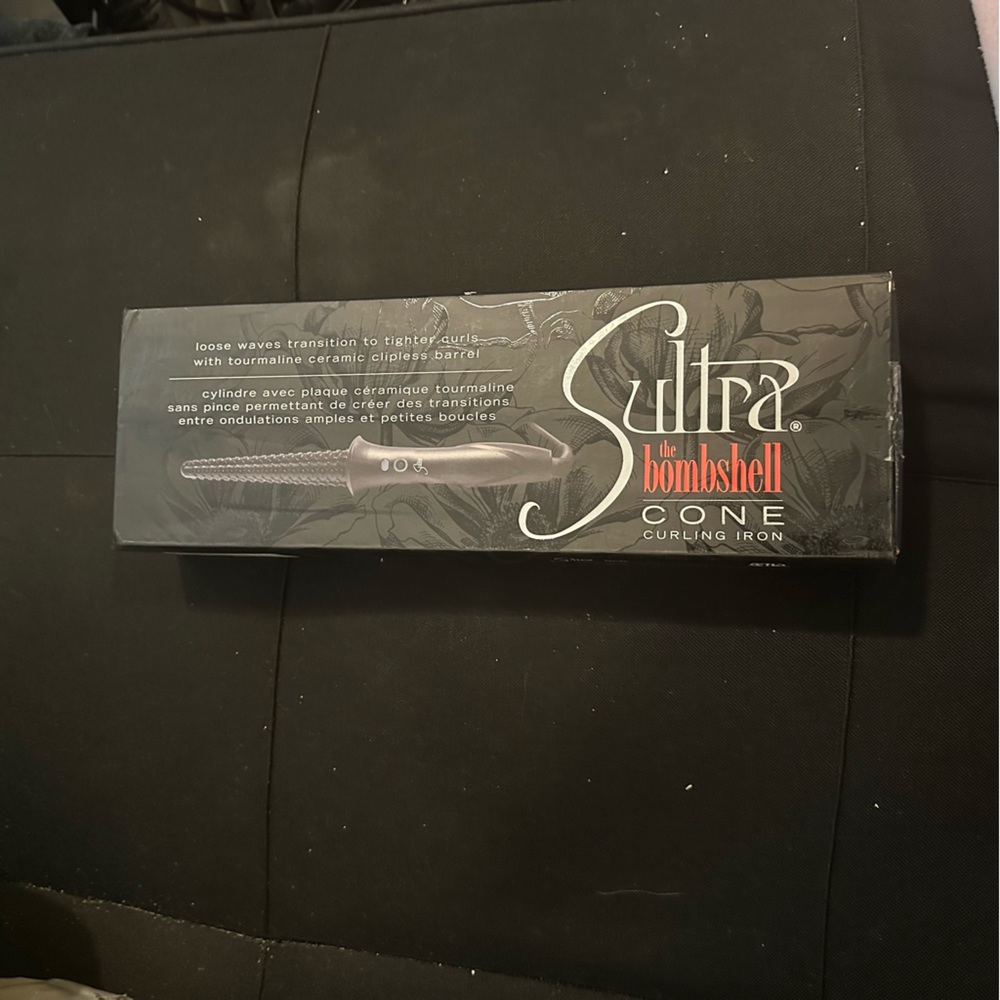 loose waves transition to tighter curls
with tourmaline ceramic clipless barrel
cylindre avec plaque céramique tourmaline
sans pince permettant de créer des transitions
entre ondulations amples et petites boucles
Sultra®
the
bombshell
CONE
CURLING IRON